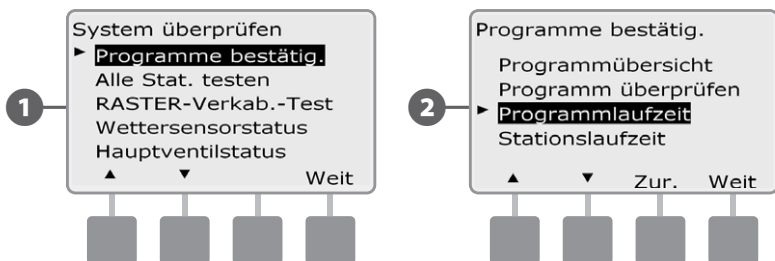 System überprüfen
Programme bestätig.
Alle Stat. testen
RASTER-Verkab.-Test
Wettersensorstatus
Hauptventilstatus
Weit
1
Programme bestätig.
Programmübersicht
Programm überprüfen
Programmlaufzeit
Stationslaufzeit
Zur. Weit
2